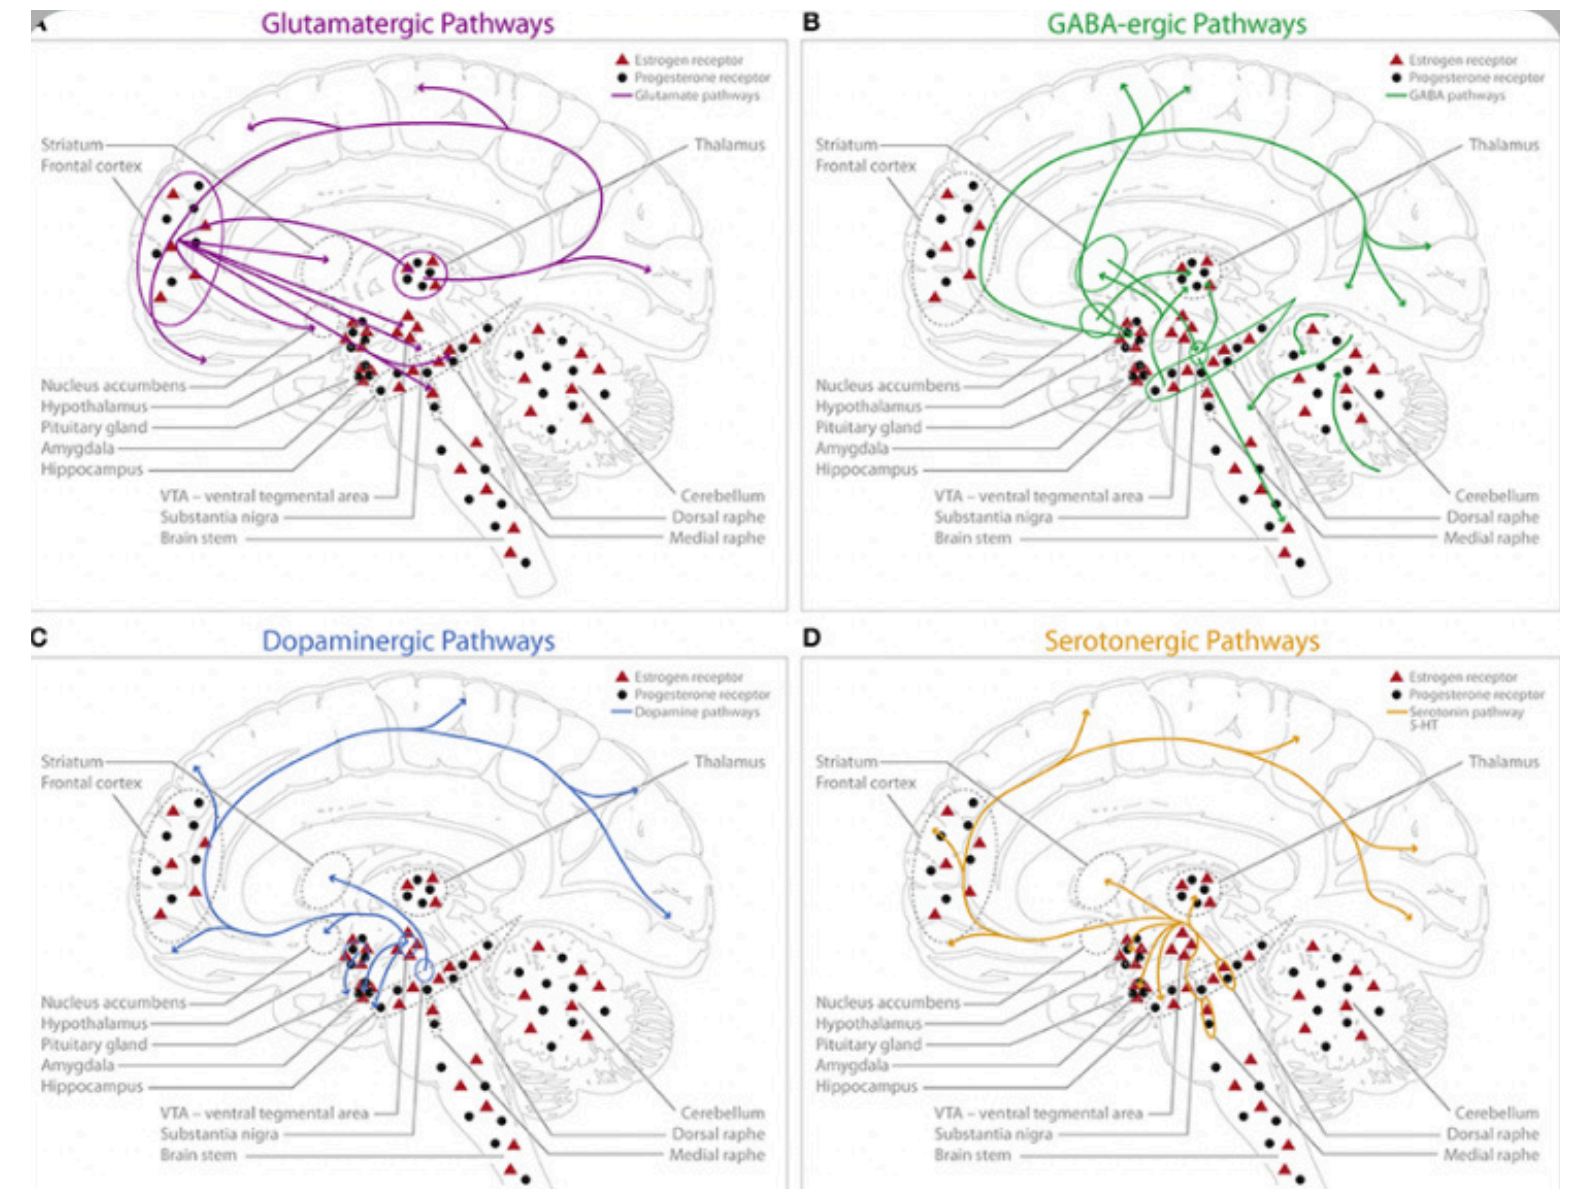 A
Glutamatergic Pathways
Estrogen receptor
Progesterone receptor
Glutamate pathways
Striatum
Frontal cortex
Thalamus
Nucleus accumbens
Hypothalamus
Pituitary gland
Amygdala
Hippocampus
VTA – ventral tegmental area
Substantia nigra
Brain stem
Cerebellum
Dorsal raphe
Medial raphe
B
GABA-ergic Pathways
Estrogen receptor
Progesterone receptor
GABA pathways
Striatum
Frontal cortex
Thalamus
Nucleus accumbens
Hypothalamus
Pituitary gland
Amygdala
Hippocampus
VTA – ventral tegmental area
Substantia nigra
Brain stem
Cerebellum
Dorsal raphe
Medial raphe
C
Dopaminergic Pathways
Estrogen receptor
Progesterone receptor
Dopamine pathways
Striatum
Frontal cortex
Thalamus
Nucleus accumbens
Hypothalamus
Pituitary gland
Amygdala
Hippocampus
VTA – ventral tegmental area
Substantia nigra
Brain stem
Cerebellum
Dorsal raphe
Medial raphe
D
Serotonergic Pathways
Estrogen receptor
Progesterone receptor
Serotonin pathway
5-HT
Striatum
Frontal cortex
Thalamus
Nucleus accumbens
Hypothalamus
Pituitary gland
Amygdala
Hippocampus
VTA – ventral tegmental area
Substantia nigra
Brain stem
Cerebellum
Dorsal raphe
Medial raphe